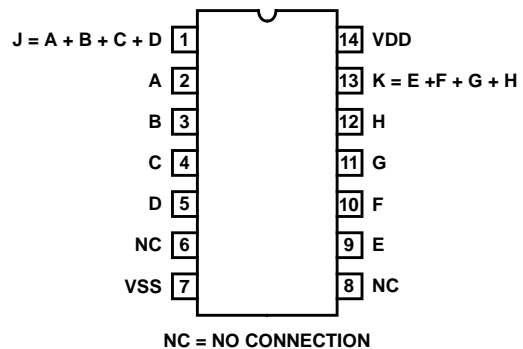 J = A + B + C + D 1
A 2
B 3
C 4
D 5
NC 6
VSS 7
14 VDD
13 K = E +F + G + H
12 H
11 G
10 F
9 E
8 NC
NC = NO CONNECTION